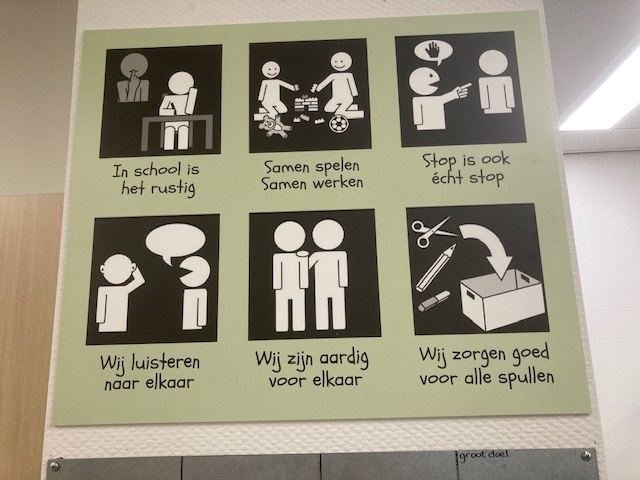 In school is
het rustig
Samen spelen
Samen werken
Stop is ook
écht stop
Wij luisteren
naar elkaar
Wij zijn aardig
voor elkaar
Wij zorgen goed
voor alle spullen
groot doel